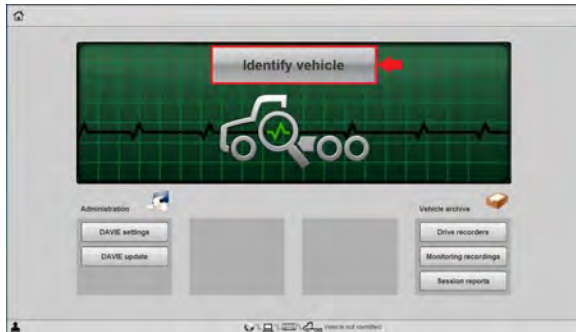 Identify vehicle
Administration
DAVIE settings
DAVIE update
Vehicle archive
Drive recorders
Monitoring recordings
Session reports
Vehicle not identified